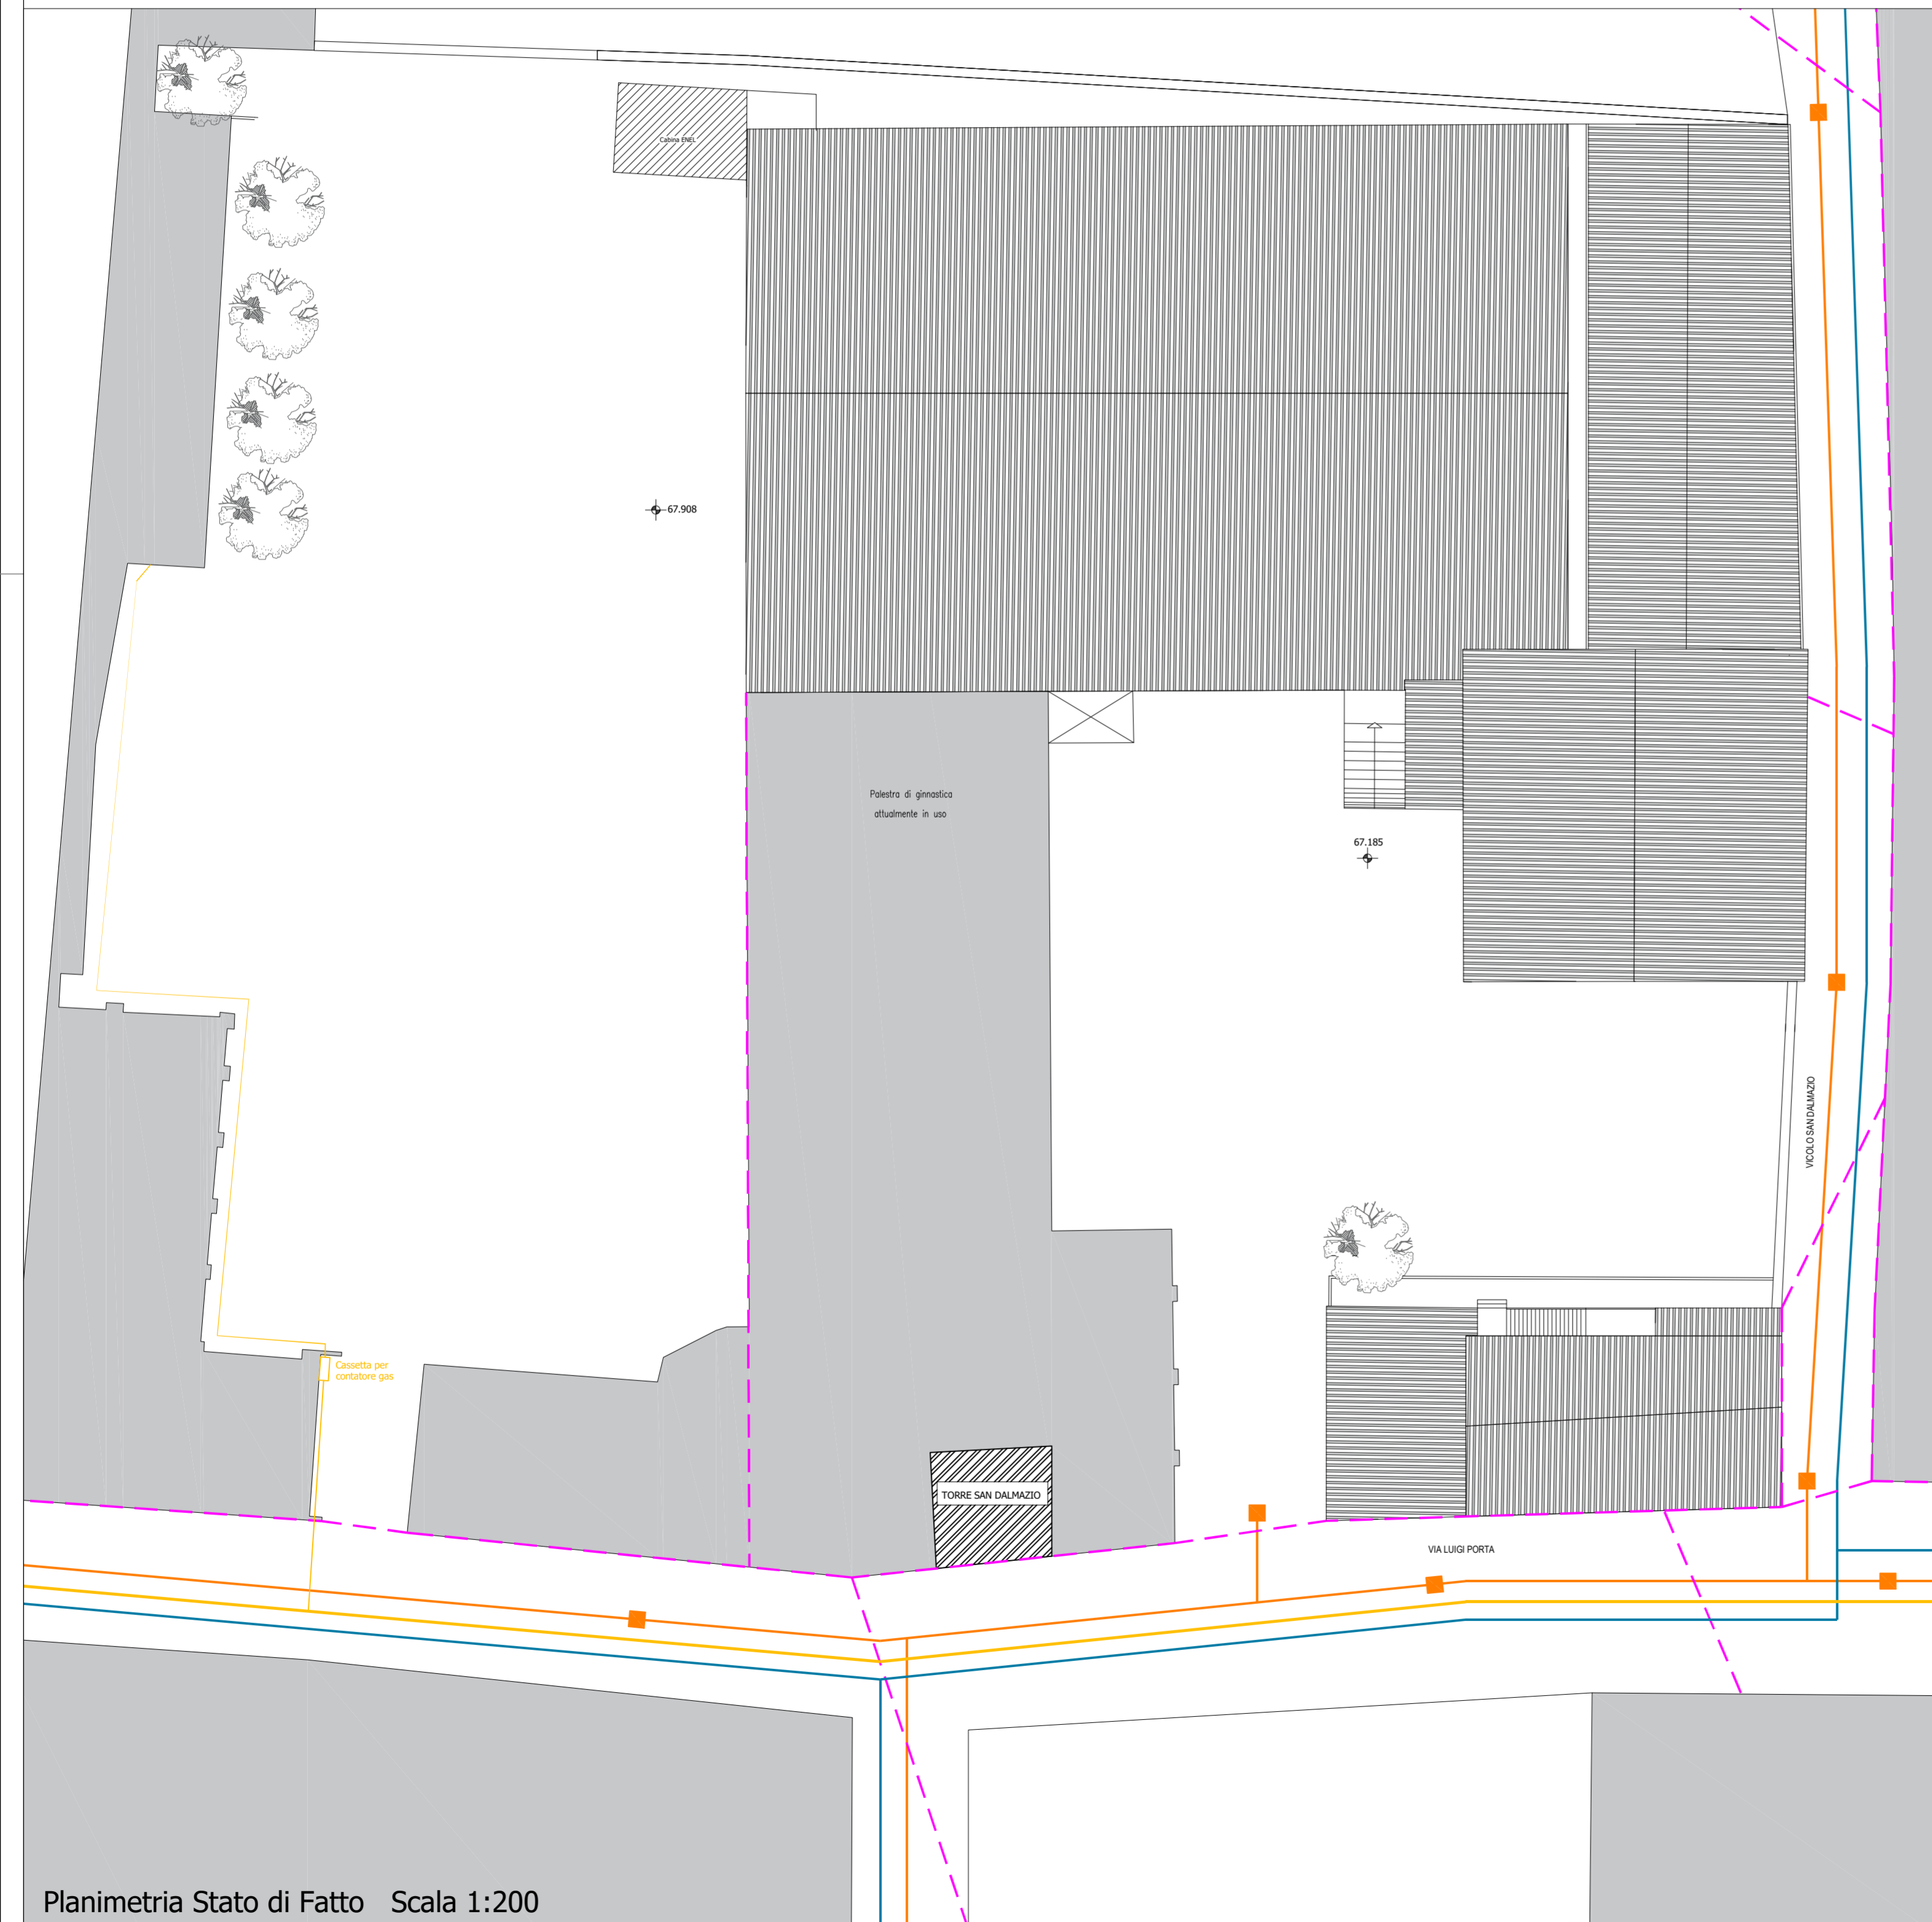 Cabina ENEL
67.908
Palestra di ginnastica
attualmente in uso
67.185
VICOLO SAN DALMAZIO
Cassetta per
contatore gas
TORRE SAN DALMAZIO
VIA LUIGI PORTA
Planimetria Stato di Fatto Scala 1:200